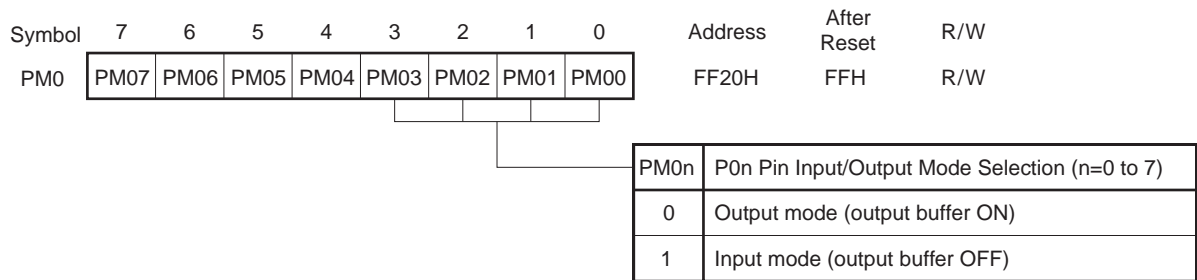 Symbol 7 6 5 4 3 2 1 0 Address After Reset R/W
PM0 PM07 PM06 PM05 PM04 PM03 PM02 PM01 PM00 FF20H FFH R/W
PM0n P0n Pin Input/Output Mode Selection (n=0 to 7)
0 Output mode (output buffer ON)
1 Input mode (output buffer OFF)